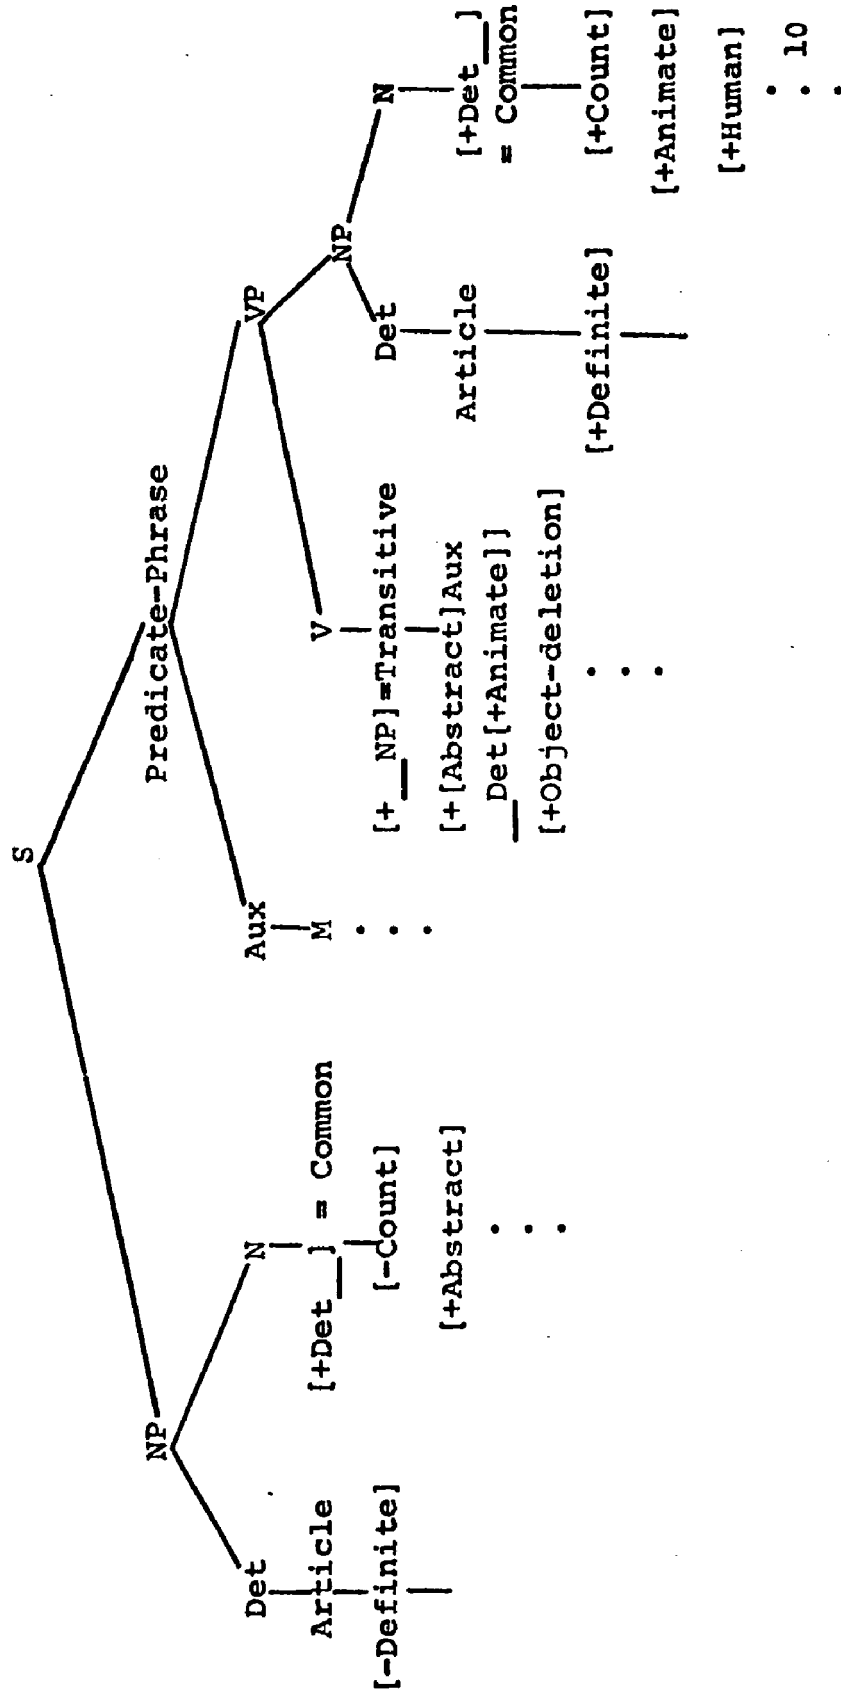 S
NP Predicate-Phrase
Det N Aux VP
Article [+Det__] = Common M V NP
[-Definite] [-Count] [+__NP]=Transitive Det N
[+Abstract] [+[Abstract]Aux Article [+Det__]
__Det[+Animate]] = Common
[+Object-deletion]
[+Definite] [+Count]
[+Animate]
[+Human]
10